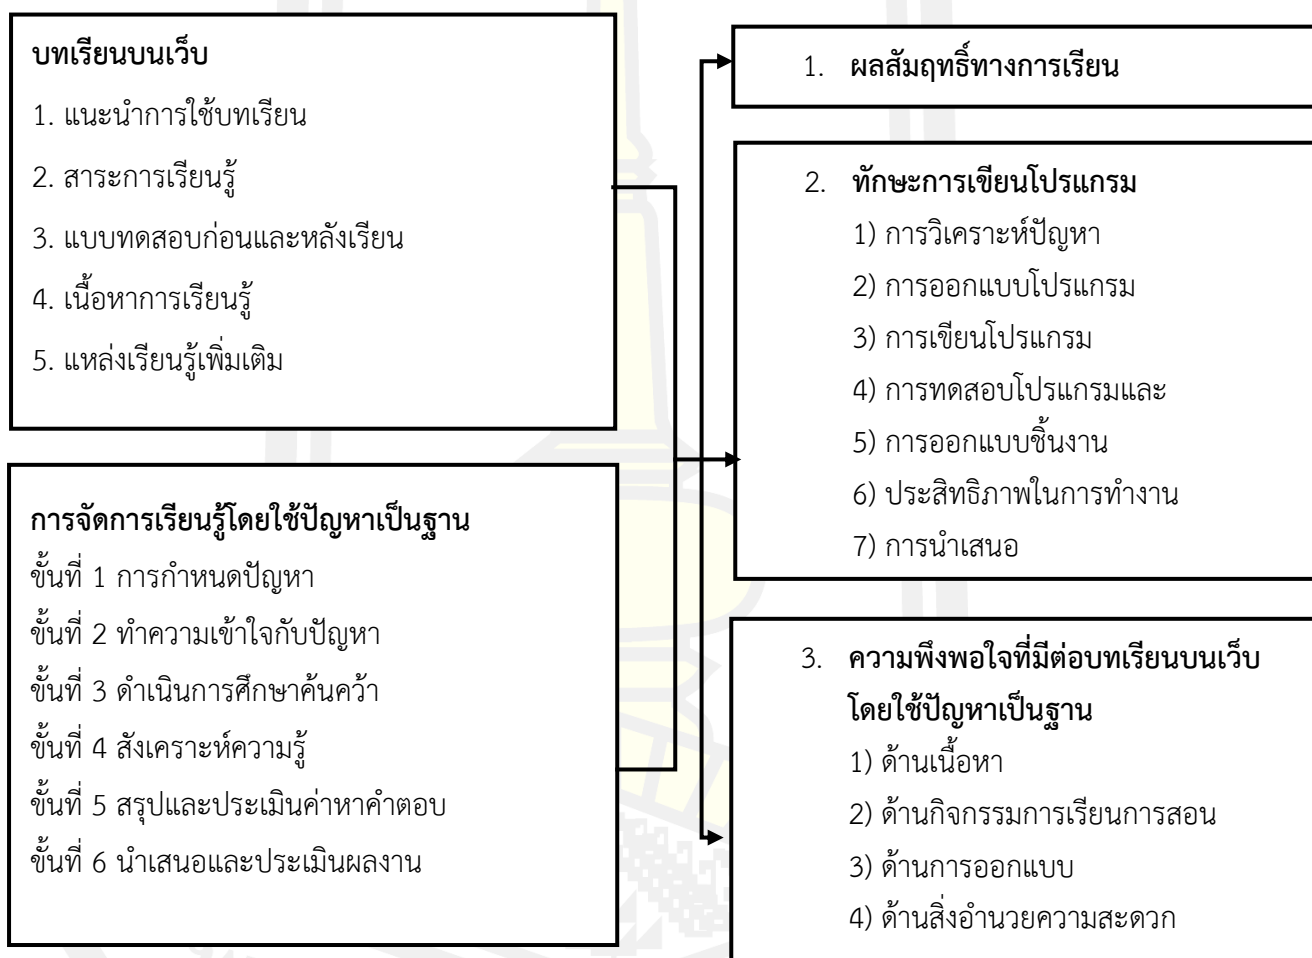 บทเรียนบนเว็บ
1. แนะนำการใช้บทเรียน
2. สาระการเรียนรู้
3. แบบทดสอบก่อนและหลังเรียน
4. เนื้อหาการเรียนรู้
5. แหล่งเรียนรู้เพิ่มเติม
การจัดการเรียนรู้โดยใช้ปัญหาเป็นฐาน
ขั้นที่ 1 การกำหนดปัญหา
ขั้นที่ 2 ทำความเข้าใจกับปัญหา
ขั้นที่ 3 ดำเนินการศึกษาค้นคว้า
ขั้นที่ 4 สังเคราะห์ความรู้
ขั้นที่ 5 สรุปและประเมินค่าหาคำตอบ
ขั้นที่ 6 นำเสนอและประเมินผลงาน
1. ผลสัมฤทธิ์ทางการเรียน
2. ทักษะการเขียนโปรแกรม
1) การวิเคราะห์ปัญหา
2) การออกแบบโปรแกรม
3) การเขียนโปรแกรม
4) การทดสอบโปรแกรมและ
5) การออกแบบชิ้นงาน
6) ประสิทธิภาพในการทำงาน
7) การนำเสนอ
3. ความพึงพอใจที่มีต่อบทเรียนบนเว็บ
โดยใช้ปัญหาเป็นฐาน
1) ด้านเนื้อหา
2) ด้านกิจกรรมการเรียนการสอน
3) ด้านการออกแบบ
4) ด้านสิ่งอำนวยความสะดวก